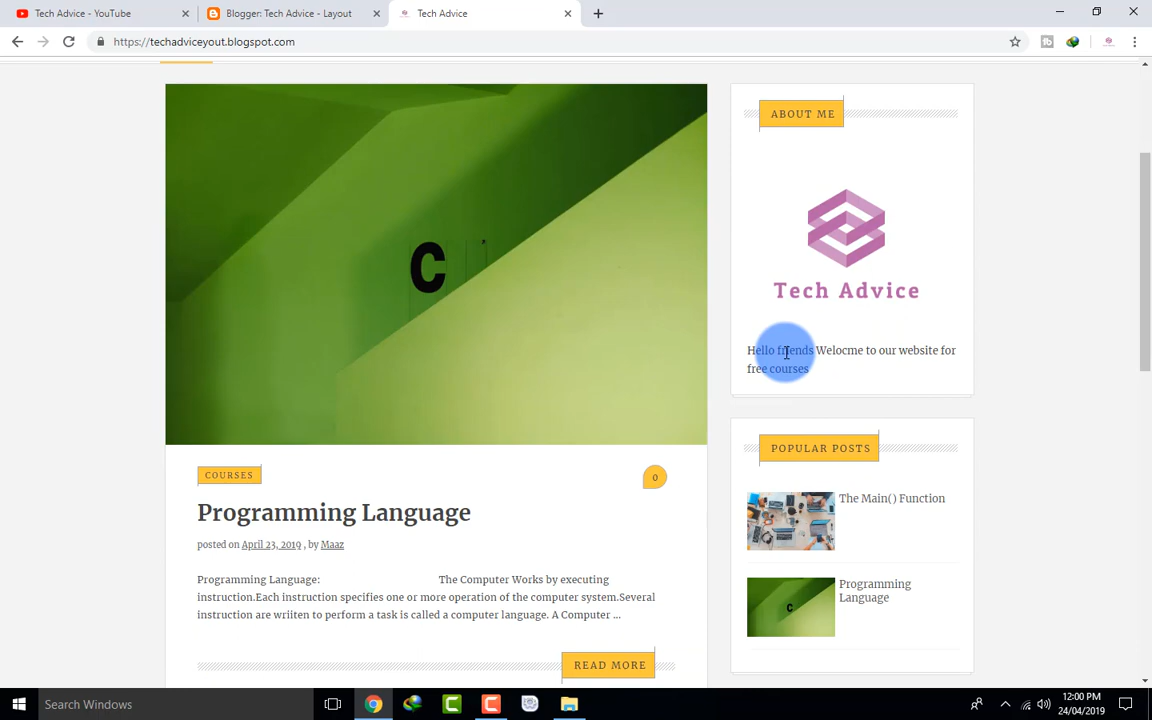 Tech Advice - YouTube
Blogger: Tech Advice - Layout
Tech Advice
https://techadviceyout.blogspot.com
C
COURSES
0
Programming Language
posted on April 23, 2019 , by Maaz
Programming Language: The Computer Works by executing
instruction.Each instruction specifies one or more operation of the computer system.Several
instruction are wriiten to perform a task is called a computer language. A Computer ...
READ MORE
ABOUT ME
Tech Advice
Hello friends Welocme to our website for
free courses
POPULAR POSTS
The Main() Function
C
Programming
Language
Search Windows
12:00 PM
24/04/2019